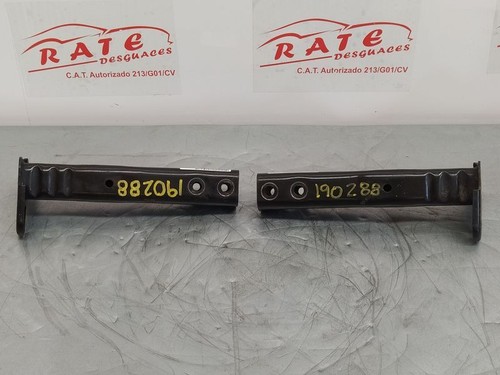 RATE
DESGUACES
C.A.T. Autorizado 213/G01/CV
RATE
DESGUACES
C.A.T. Autorizado 213/G01/CV
190288
190288